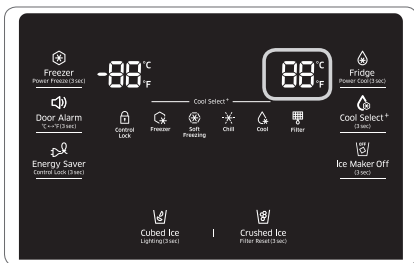 -88 °C °F
88 °C °F
Freezer
Power Freeze(3 sec)
Fridge
Power Cool(3 sec)
Cool Select+
Door Alarm
°C↔°F(3 sec)
Control
Lock
Freezer
Soft
Freezing
Chill
Cool
Filter
Cool Select+
(3 sec)
Energy Saver
Control Lock (3 sec)
OFF
Ice Maker Off
(3 sec)
Cubed Ice
Lighting(3 sec)
|
Crushed Ice
Filter Reset(3 sec)